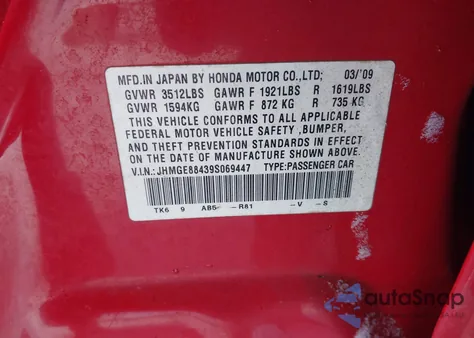 MFD.IN JAPAN BY HONDA MOTOR CO.,LTD; 03/'09
GVWR 3512LBS GAWR F 1921LBS R 1619LBS
GVWR 1594KG GAWR F 872 KG R 735 KG
THIS VEHICLE CONFORMS TO ALL APPLICABLE
FEDERAL MOTOR VEHICLE SAFETY ,BUMPER,
AND THEFT PREVENTION STANDARDS IN EFFECT
ON THE DATE OF MANUFACTURE SHOWN ABOVE.
V.I.N.: JHMGE88439S069447 TYPE:PASSENGER CAR
TK6 9 AB5 -R81 -V -S
autoSnap